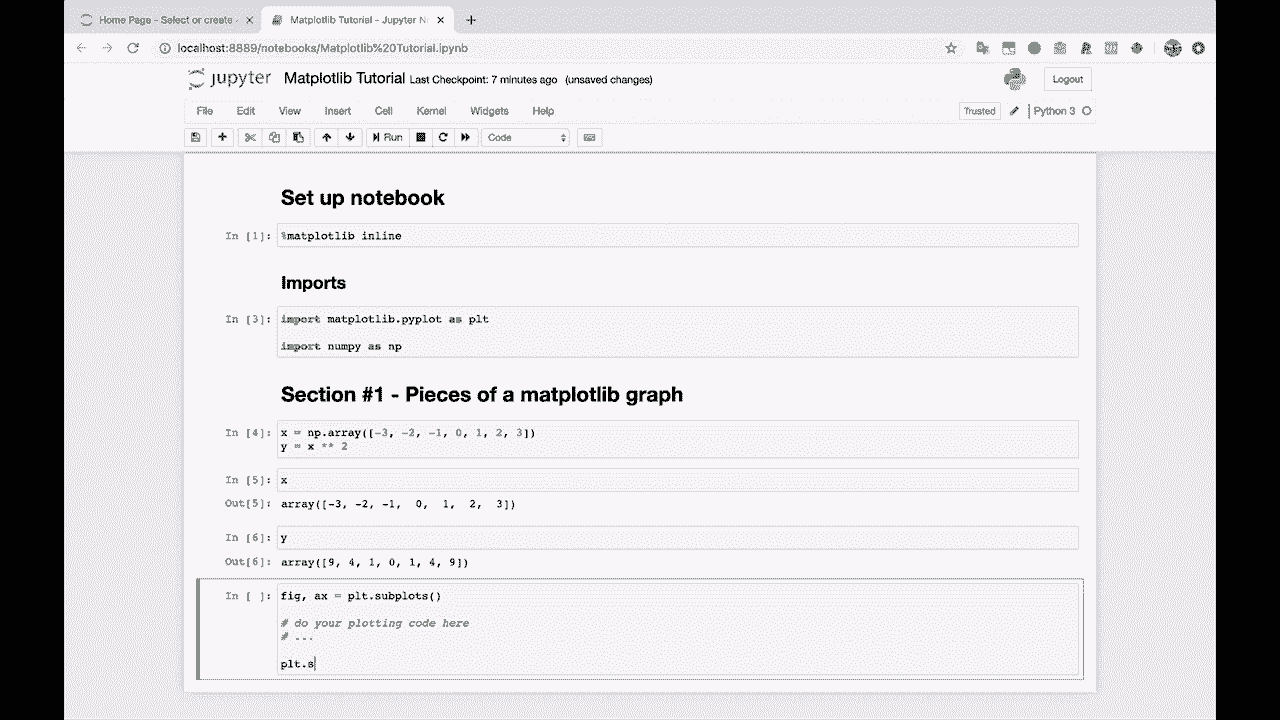 Home Page - Select or create
Matplotlib Tutorial - Jupyter N
localhost:8889/notebooks/Matplotlib%20Tutorial.ipynb
jupyter Matplotlib Tutorial Last Checkpoint: 7 minutes ago (unsaved changes)
Logout
File Edit View Insert Cell Kernel Widgets Help
Trusted
Python 3
Run
Code
Set up notebook
In [1]: %matplotlib inline
Imports
In [3]: import matplotlib.pyplot as plt
import numpy as np
Section #1 - Pieces of a matplotlib graph
In [4]: x = np.array([-3, -2, -1, 0, 1, 2, 3])
y = x ** 2
In [5]: x
Out[5]: array([-3, -2, -1,  0,  1,  2,  3])
In [6]: y
Out[6]: array([9, 4, 1, 0, 1, 4, 9])
In [ ]: fig, ax = plt.subplots()
# do your plotting code here
# ...
plt.s